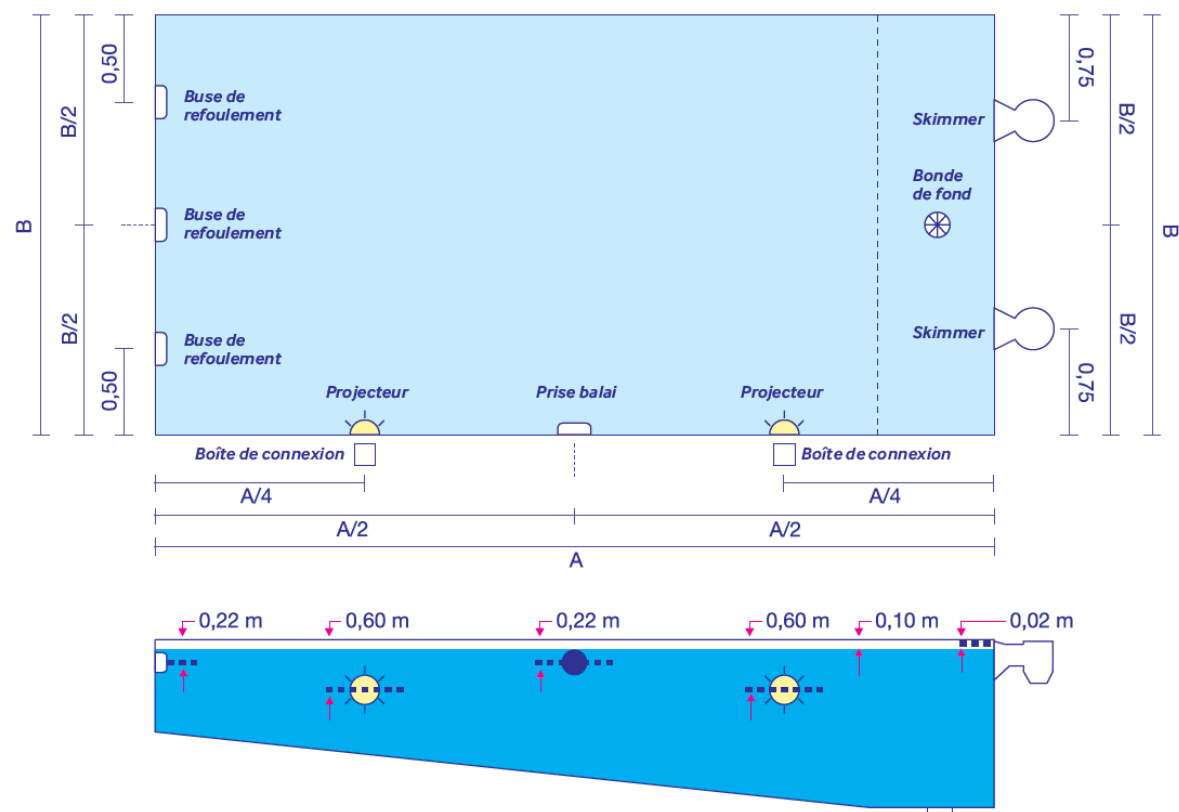 0,50
B/2
B
B/2
0,50
Buse de
refoulement
Buse de
refoulement
Buse de
refoulement
Skimmer
Bonde
de fond
Skimmer
0,75
B/2
B
B/2
0,75
Projecteur
Prise balai
Projecteur
Boîte de connexion
Boîte de connexion
A/4
A/4
A/2
A/2
A
0,22 m
0,60 m
0,22 m
0,60 m
0,10 m
0,02 m